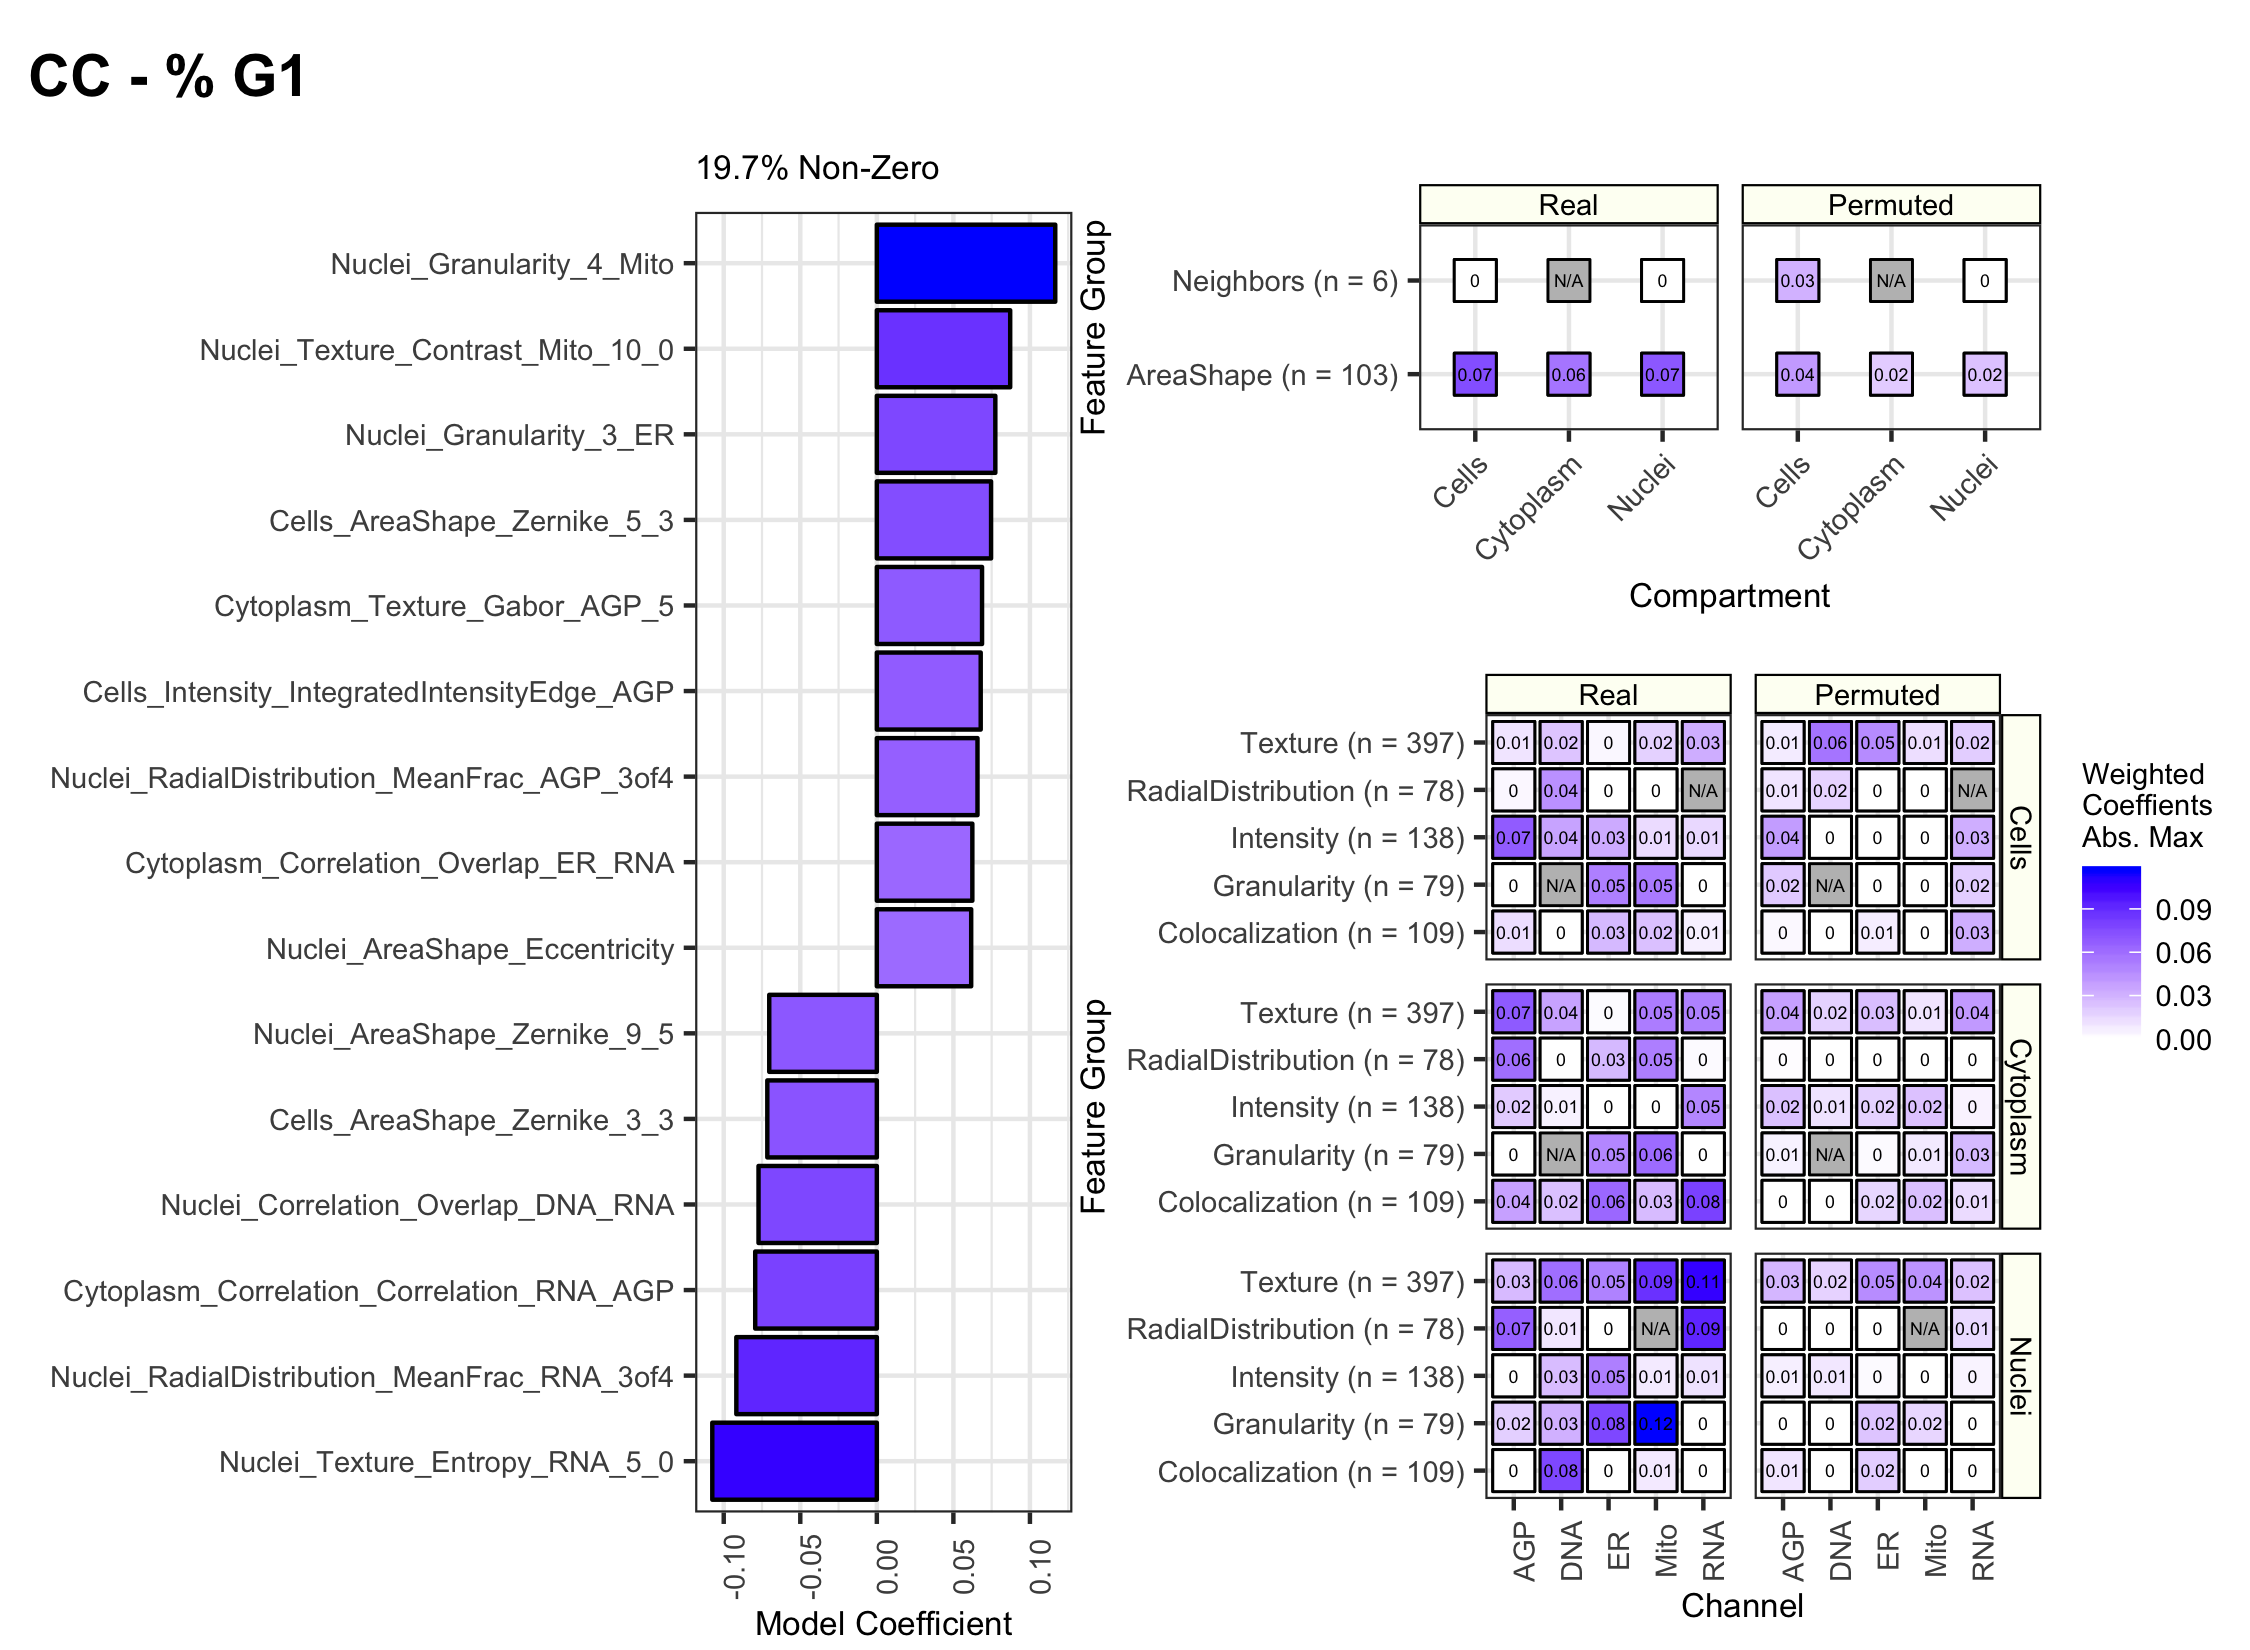 CC - % G1
19.7% Non-Zero
Nuclei_Granularity_4_Mito
Nuclei_Texture_Contrast_Mito_10_0
Nuclei_Granularity_3_ER
Cells_AreaShape_Zernike_5_3
Cytoplasm_Texture_Gabor_AGP_5
Cells_Intensity_IntegratedIntensityEdge_AGP
Nuclei_RadialDistribution_MeanFrac_AGP_3of4
Cytoplasm_Correlation_Overlap_ER_RNA
Nuclei_AreaShape_Eccentricity
Nuclei_AreaShape_Zernike_9_5
Cells_AreaShape_Zernike_3_3
Nuclei_Correlation_Overlap_DNA_RNA
Cytoplasm_Correlation_Correlation_RNA_AGP
Nuclei_RadialDistribution_MeanFrac_RNA_3of4
Nuclei_Texture_Entropy_RNA_5_0
-0.10 -0.05 0.00 0.05 0.10
Model Coefficient
Feature Group
Real Permuted
Neighbors (n = 6) 0 N/A 0 0.03 N/A 0
AreaShape (n = 103) 0.07 0.06 0.07 0.04 0.02 0.02
Cells Cytoplasm Nuclei Cells Cytoplasm Nuclei
Compartment
Feature Group
Real Permuted
Texture (n = 397) 0.01 0.02 0 0.02 0.03 0.01 0.06 0.05 0.01 0.02
RadialDistribution (n = 78) 0 0.04 0 0 N/A 0.01 0.02 0 0 N/A
Intensity (n = 138) 0.07 0.04 0.03 0.01 0.01 0.04 0 0 0 0.03
Granularity (n = 79) 0 N/A 0.05 0.05 0 0.02 N/A 0 0 0.02
Colocalization (n = 109) 0.01 0 0.03 0.02 0.01 0 0 0.01 0 0.03
Cells
Texture (n = 397) 0.07 0.04 0 0.05 0.05 0.04 0.02 0.03 0.01 0.04
RadialDistribution (n = 78) 0.06 0 0.03 0.05 0 0 0 0 0 0
Intensity (n = 138) 0.02 0.01 0 0 0.05 0.02 0.01 0.02 0.02 0
Granularity (n = 79) 0 N/A 0.05 0.06 0 0.01 N/A 0 0.01 0.03
Colocalization (n = 109) 0.04 0.02 0.06 0.03 0.08 0 0 0.02 0.02 0.01
Cytoplasm
Texture (n = 397) 0.03 0.06 0.05 0.09 0.11 0.03 0.02 0.05 0.04 0.02
RadialDistribution (n = 78) 0.07 0.01 0 N/A 0.09 0 0 0 N/A 0.01
Intensity (n = 138) 0 0.03 0.05 0.01 0.01 0.01 0.01 0 0 0
Granularity (n = 79) 0.02 0.03 0.08 0.12 0 0 0 0.02 0.02 0
Colocalization (n = 109) 0 0.08 0 0.01 0 0.01 0 0.02 0 0
Nuclei
AGP DNA ER Mito RNA AGP DNA ER Mito RNA
Channel
Weighted
Coeffients
Abs. Max
0.09
0.06
0.03
0.00